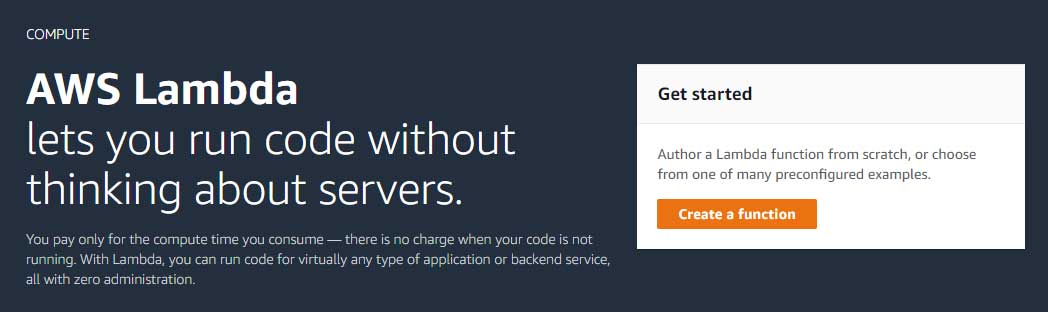 COMPUTE
AWS Lambda
lets you run code without
thinking about servers.
You pay only for the compute time you consume — there is no charge when your code is not
running. With Lambda, you can run code for virtually any type of application or backend service,
all with zero administration.
Get started
Author a Lambda function from scratch, or choose
from one of many preconfigured examples.
Create a function